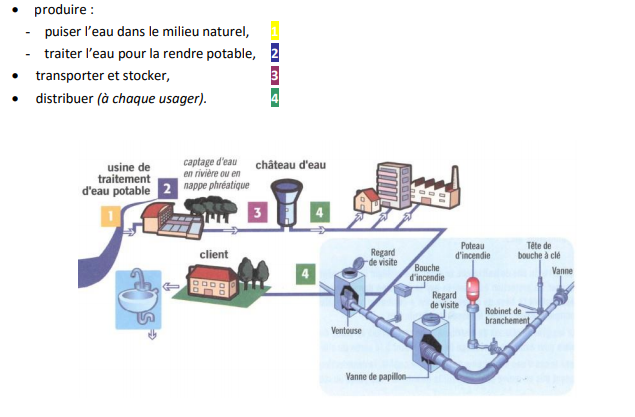 • produire :
- puiser l'eau dans le milieu naturel, 1
- traiter l'eau pour la rendre potable, 2
• transporter et stocker, 3
• distribuer (à chaque usager). 4
usine de
traitement
d'eau potable
2
captage d'eau
en rivière ou en
nappe phréatique
château d'eau
1
3
4
client
4
Regard
de visite
Bouche
d'incendie
Poteau
d'incendie
Tête de
bouche à clé
Vanne
Regard
de visite
Robinet de
branchement
Ventouse
Vanne de papillon